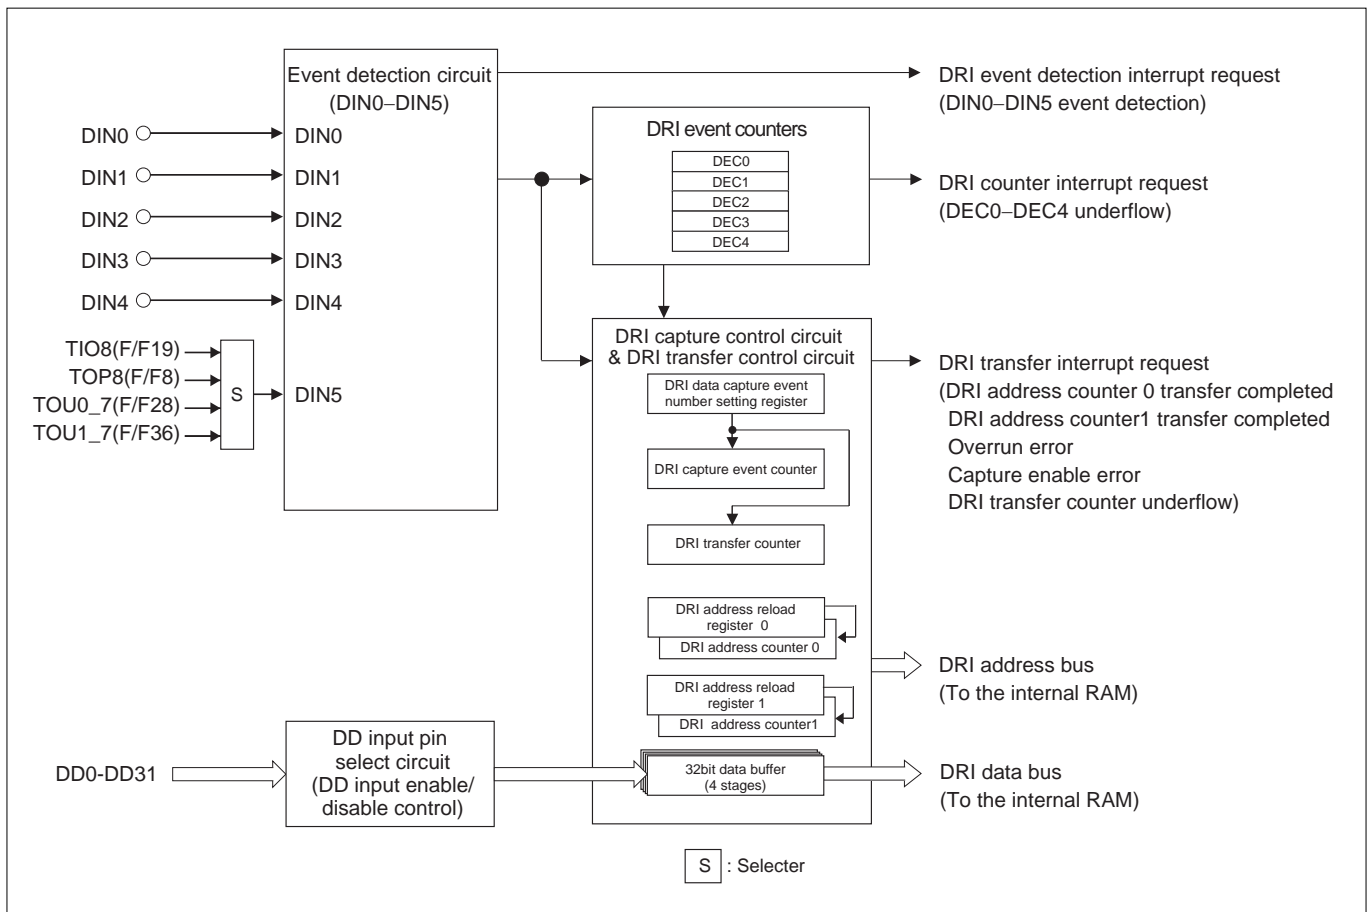 Event detection circuit
(DIN0–DIN5)
DIN0
DIN1
DIN2
DIN3
DIN4
DIN0
DIN1
DIN2
DIN3
DIN4
DIN5
TIO8(F/F19)
TOP8(F/F8)
TOU0_7(F/F28)
TOU1_7(F/F36)
S
DRI event counters
DEC0
DEC1
DEC2
DEC3
DEC4
DRI event detection interrupt request
(DIN0–DIN5 event detection)
DRI counter interrupt request
(DEC0–DEC4 underflow)
DRI capture control circuit
& DRI transfer control circuit
DRI data capture event
number setting register
DRI capture event counter
DRI transfer counter
DRI address reload
register 0
DRI address counter 0
DRI address reload
register 1
DRI address counter1
32bit data buffer
(4 stages)
DRI transfer interrupt request
(DRI address counter 0 transfer completed
DRI address counter1 transfer completed
Overrun error
Capture enable error
DRI transfer counter underflow)
DRI address bus
(To the internal RAM)
DRI data bus
(To the internal RAM)
DD0-DD31
DD input pin
select circuit
(DD input enable/
disable control)
S : Selecter